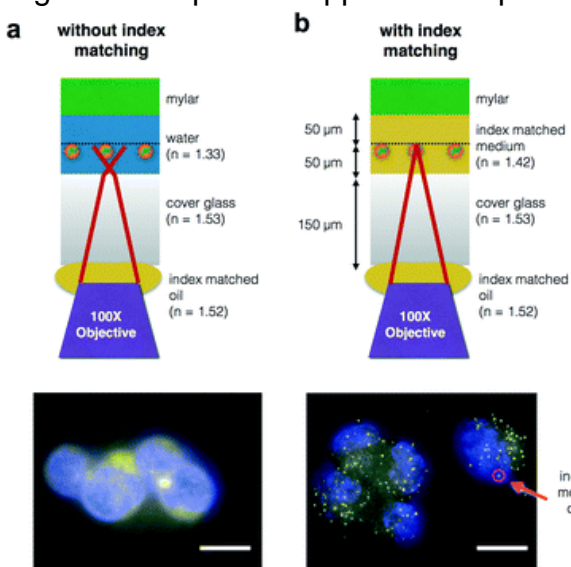 a
without index
matching
mylar
water
(n = 1.33)
cover glass
(n = 1.53)
index matched
oil
(n = 1.52)
100X
Objective
b
with index
matching
50 μm
50 μm
150 μm
mylar
index matched
medium
(n = 1.42)
cover glass
(n = 1.53)
index matched
oil
(n = 1.52)
100X
Objective